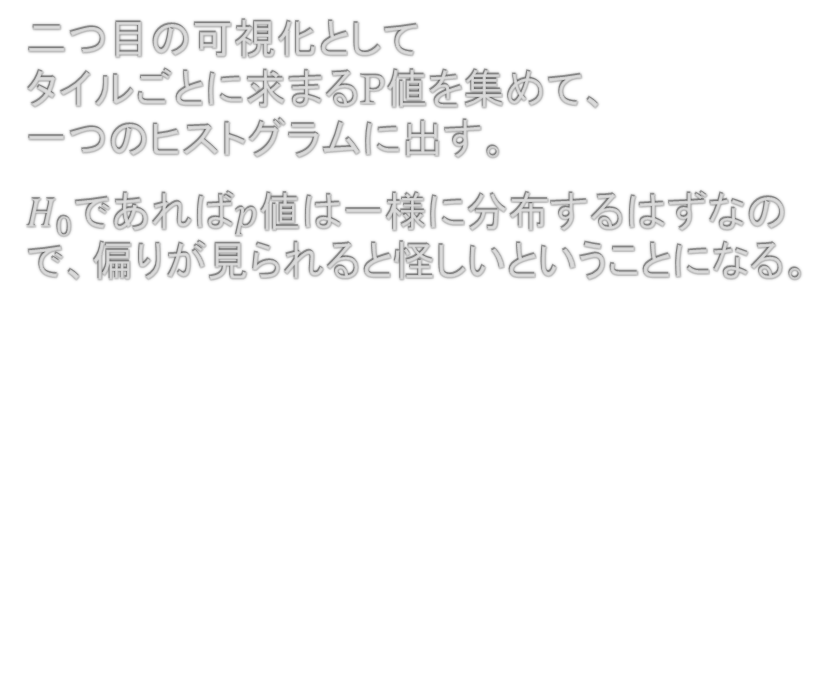 二つ目の可視化として
タイルごとに求まるP値を集めて、
一つのヒストグラムに出す。
H₀であればp値は一様に分布するはずなの
で、偏りが見られると怪しいということになる。